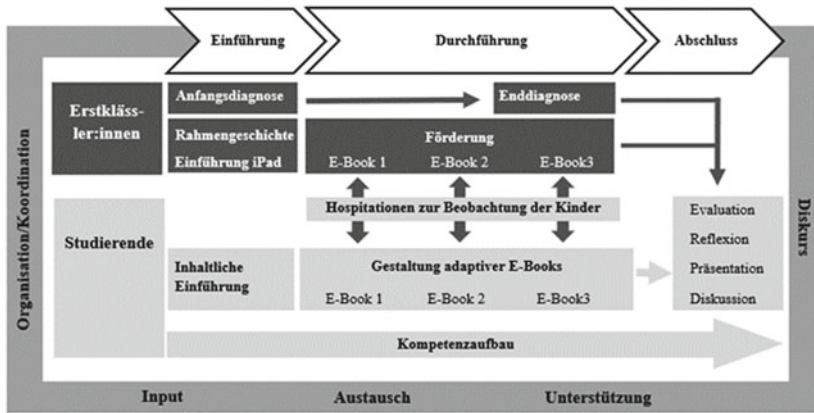 Einführung
Durchführung
Abschluss
Organisation/Koordination
Erstkläss-
ler:innen
Anfangsdiagnose
Enddiagnose
Rahmengeschichte
Einführung iPad
Förderung
E-Book 1
E-Book 2
E-Book3
Hospitationen zur Beobachtung der Kinder
Studierende
Inhaltliche
Einführung
Gestaltung adaptiver E-Books
E-Book 1
E-Book 2
E-Book3
Evaluation
Reflexion
Präsentation
Diskussion
Diskurs
Kompetenzaufbau
Input
Austausch
Unterstützung